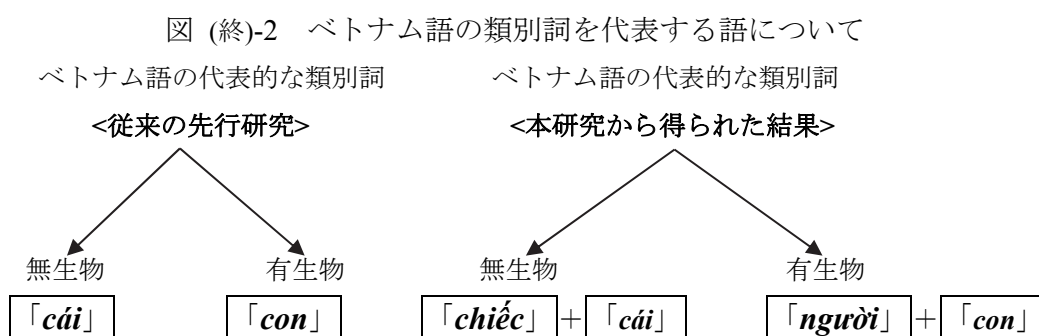 図 (終)-2　ベトナム語の類別詞を代表する語について
ベトナム語の代表的な類別詞　ベトナム語の代表的な類別詞
<従来の先行研究>　<本研究から得られた結果>
無生物　有生物　無生物　有生物
「cái」　「con」　「chiếc」+「cái」　「người」+「con」